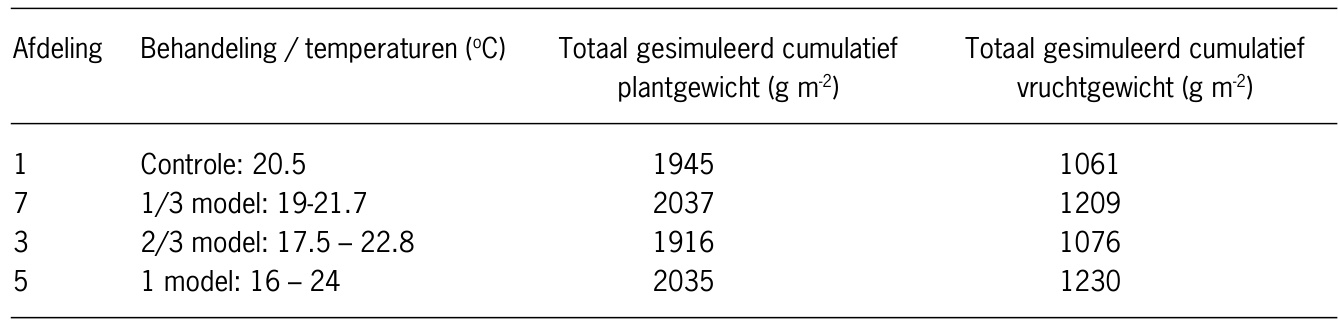 Afdeling Behandeling / temperaturen (°C) Totaal gesimuleerd cumulatief Totaal gesimuleerd cumulatief
plantgewicht (g m-2) vruchtgewicht (g m-2)
1 Controle: 20.5 1945 1061
7 1/3 model: 19-21.7 2037 1209
3 2/3 model: 17.5 – 22.8 1916 1076
5 1 model: 16 – 24 2035 1230